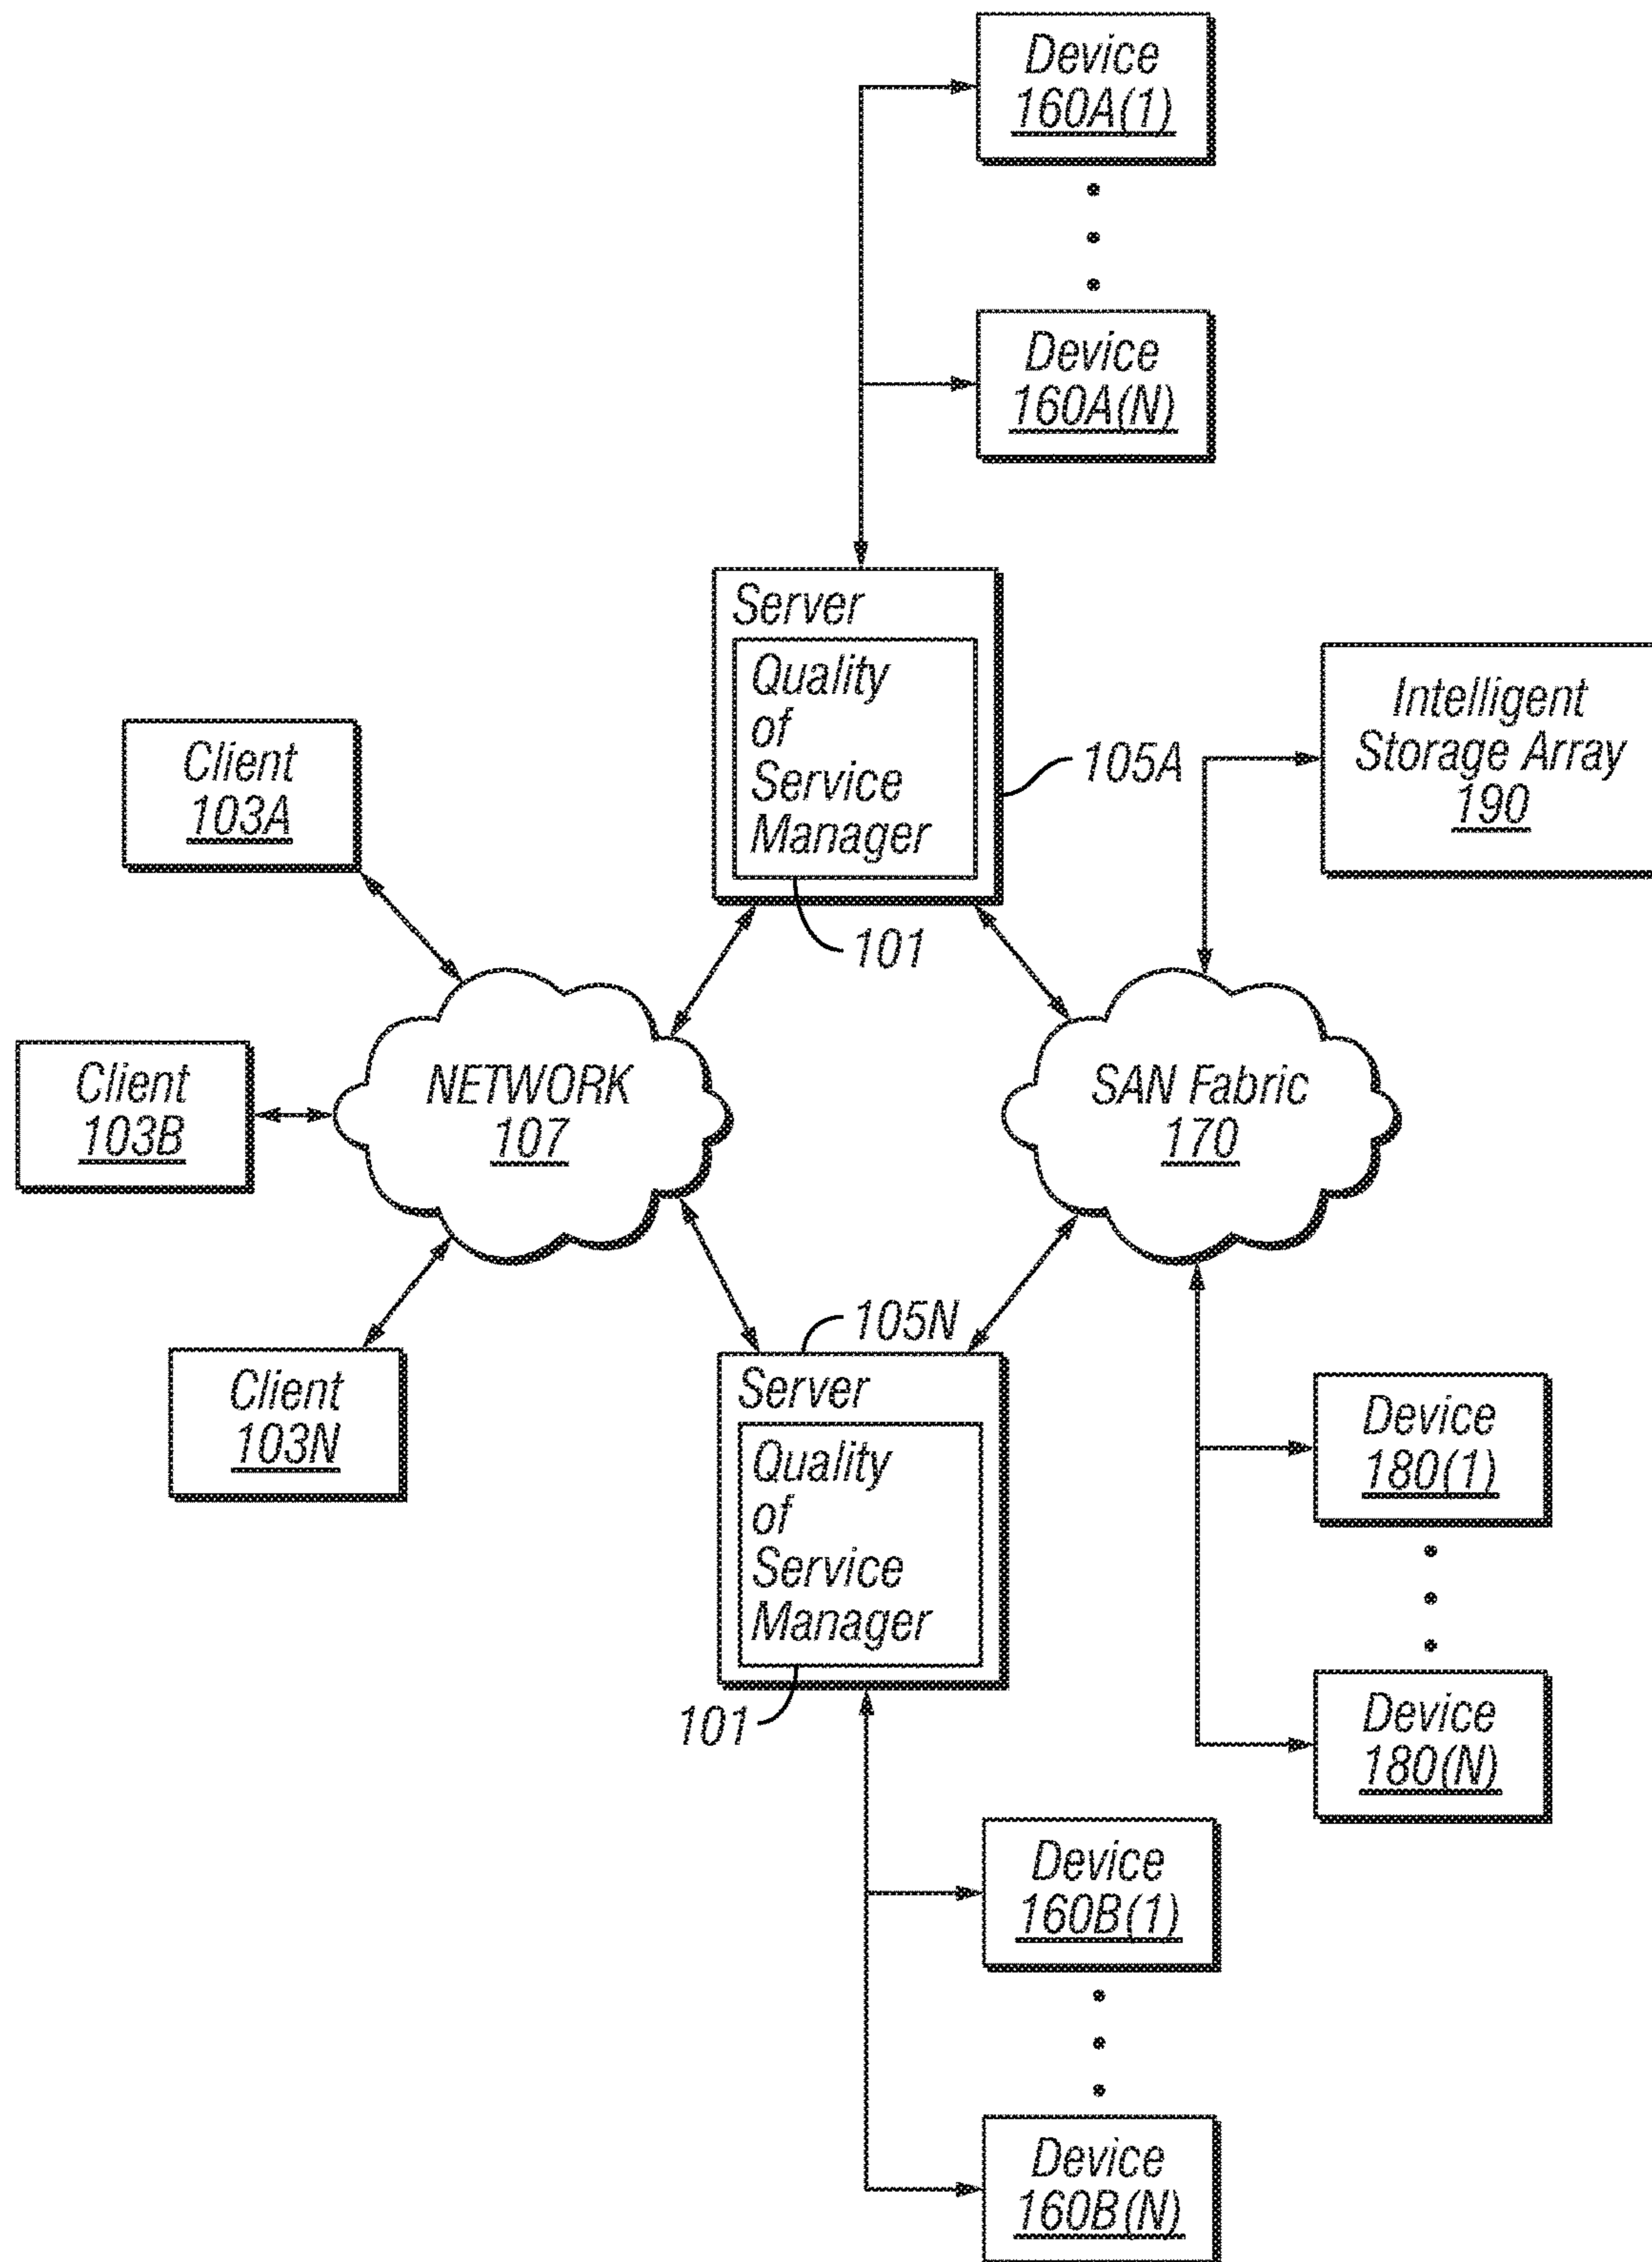 Device
160A(1)
Device
160A(N)
Server
Quality
of
Service
Manager
105A
101
Intelligent
Storage Array
190
Client
103A
Client
103B
Client
103N
NETWORK
107
SAN Fabric
170
105N
Server
Quality
of
Service
Manager
101
Device
180(1)
Device
180(N)
Device
160B(1)
Device
160B(N)